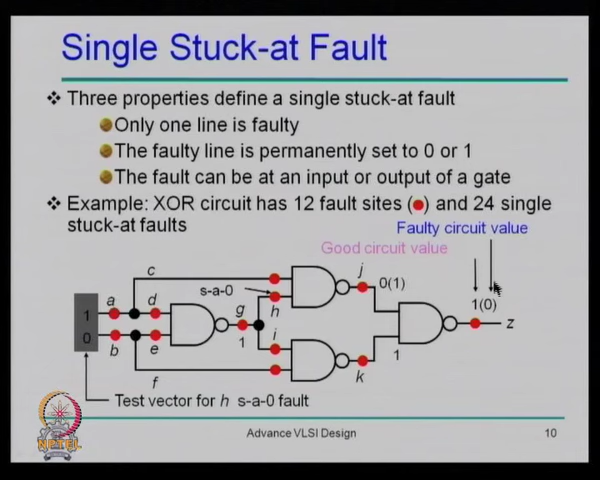 Single Stuck-at Fault
Three properties define a single stuck-at fault
Only one line is faulty
The faulty line is permanently set to 0 or 1
The fault can be at an input or output of a gate
Example: XOR circuit has 12 fault sites ( ) and 24 single
stuck-at faults
Faulty circuit value
Good circuit value
c
j
s-a-0
0(1)
a
d
g
h
1(0)
1
z
0
b
e
1
i
1
f
k
Test vector for h s-a-0 fault
NPTEL
Advance VLSI Design
10